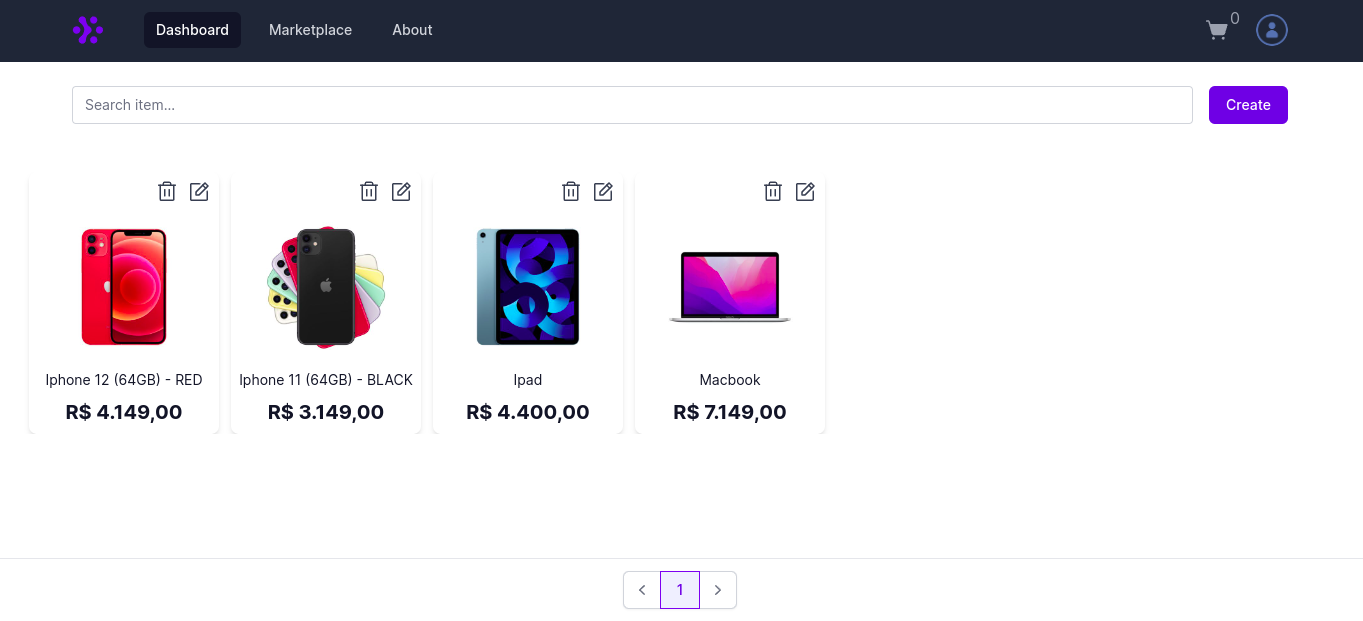 Dashboard
Marketplace
About
0
Search item...
Create
Iphone 12 (64GB) - RED
R$ 4.149,00
Iphone 11 (64GB) - BLACK
R$ 3.149,00
Ipad
R$ 4.400,00
Macbook
R$ 7.149,00
1